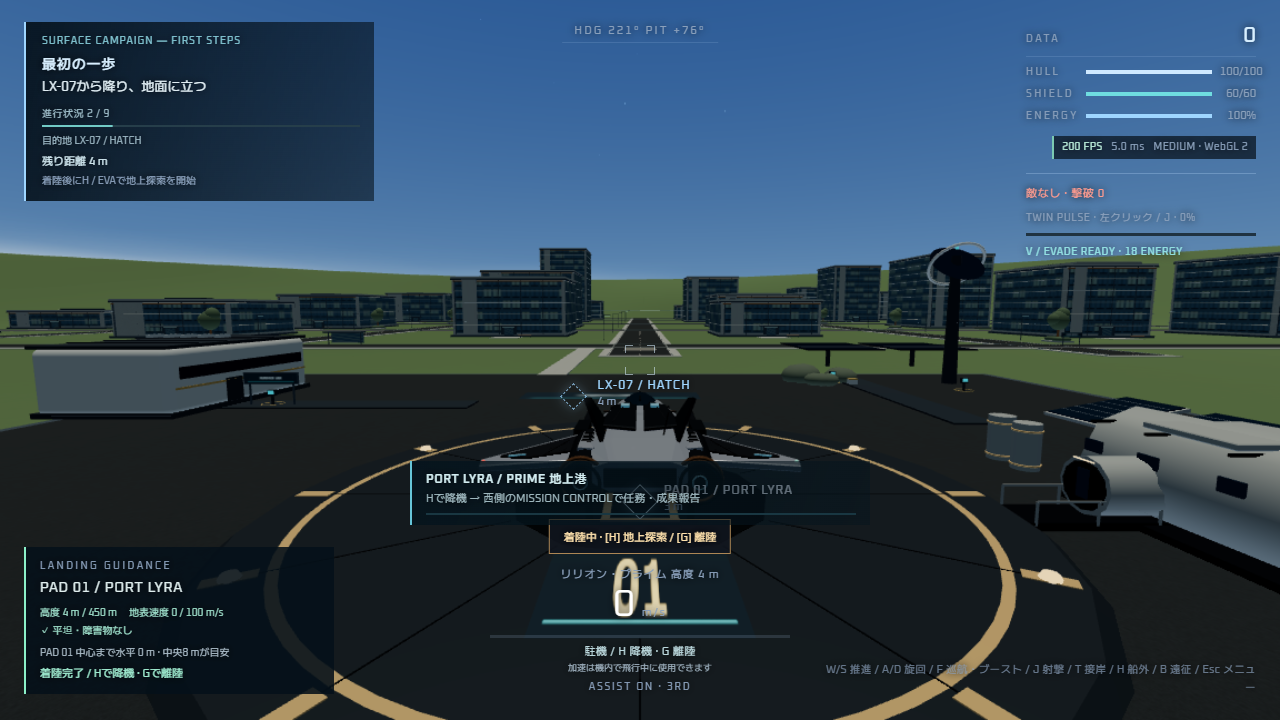 SURFACE CAMPAIGN — FIRST STEPS
最初の一歩
LX-07から降り、地面に立つ
進行状況 2 / 9
目的地 LX-07 / HATCH
残り距離 4 m
着陸後にH / EVAで地上探索を開始
HDG 221° PIT +76°
DATA 0
HULL 100/100
SHIELD 60/60
ENERGY 100%
200 FPS 5.0 ms MEDIUM · WebGL 2
敵なし · 撃破 0
TWIN PULSE · 左クリック / J · 0%
V / EVADE READY · 18 ENERGY
LX-07 / HATCH
4 m
PORT LYRA / PRIME 地上港
Hで降機 → 西側のMISSION CONTROLで任務・成果報告
PAD 01 / PORT LYRA
着陸中 · [H] 地上探索 / [G] 離陸
リリオン・プライム 高度 4 m
01
0 m/s
駐機 / H 降機 · G 離陸
加速は機内で飛行中に使用できます
ASSIST ON · 3RD
LANDING GUIDANCE
PAD 01 / PORT LYRA
高度 4 m / 450 m 地表速度 0 / 100 m/s
✓ 平坦・障害物なし
PAD 01 中心まで水平 0 m · 中央8 mが目安
着陸完了 / Hで降機 · Gで離陸
W/S 推進 / A/D 旋回 / F ブースト / J 射撃 / T 接岸 / H 船外 / B 遠征 / Esc メニュ
ー